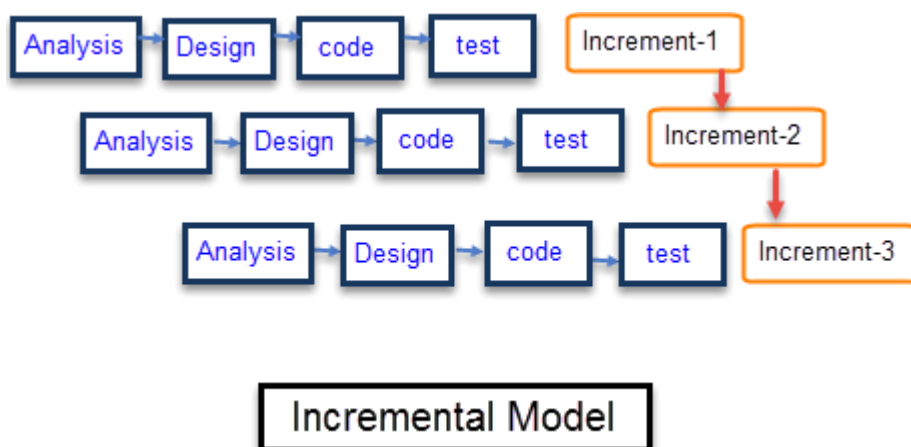 Analysis Design code test Increment-1
Analysis Design code test Increment-2
Analysis Design code test Increment-3
Incremental Model